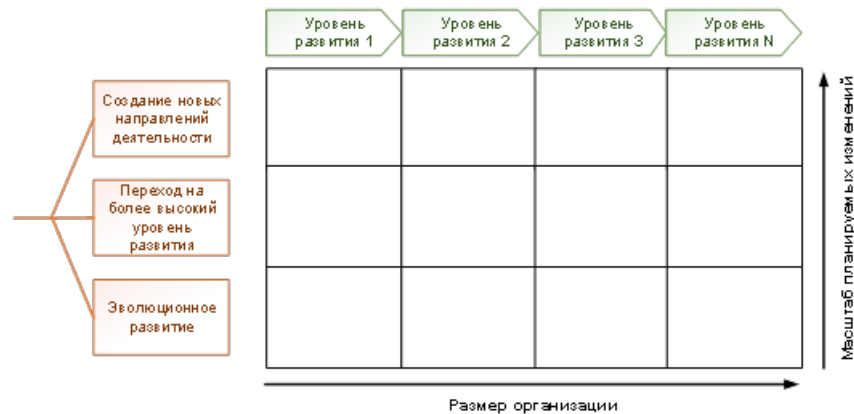 Уровень
развития 1
Уровень
развития 2
Уровень
развития 3
Уровень
развития N
Создание новых
направлений
деятельности
Переход на
более высокий
уровень
развития
Эволюционное
развитие
Масштаб планируемых изменений
Размер организации